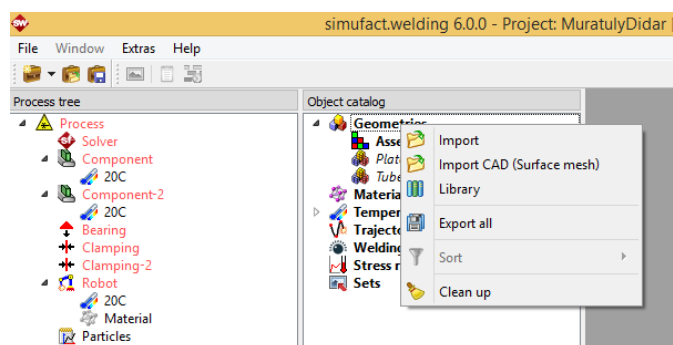 simufact.welding 6.0.0 - Project: MuratulyDidar
File Window Extras Help
Process tree
Process
Solver
Component
20C
Component-2
20C
Bearing
Clamping
Clamping-2
Robot
20C
Material
Particles
Object catalog
Geometries
Asse
Plat
Tube
Materia
Temper
Trajecto
Welding
Stress r
Sets
Import
Import CAD (Surface mesh)
Library
Export all
Sort
Clean up